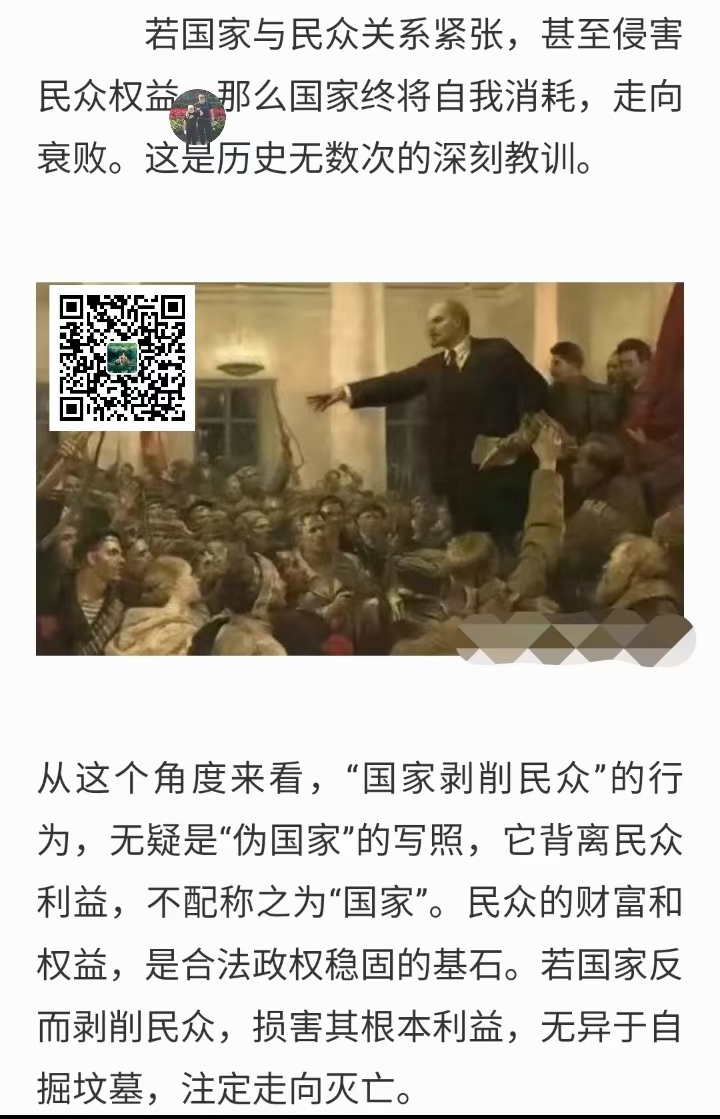 若国家与民众关系紧张，甚至侵害
民众权益 那么国家终将自我消耗，走向
衰败。这是历史无数次的深刻教训。
从这个角度来看，“国家剥削民众”的行
为，无疑是“伪国家”的写照，它背离民众
利益，不配称之为“国家”。民众的财富和
权益，是合法政权稳固的基石。若国家反
而剥削民众，损害其根本利益，无异于自
掘坟墓，注定走向灭亡。